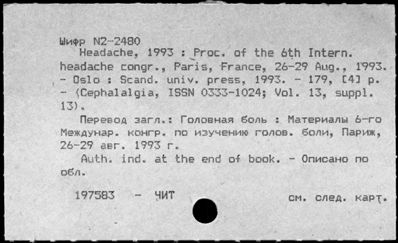 Шифр N2-2480
Headache, 1993 : Proc. of the 6th Intern.
headache congr., Paris, France, 26-29 Aug., 1993.
- Oslo : Scand. univ. press, 1993. - 179, [4] p.
- (Cephalalgia, ISSN 0333-1024; Vol. 13, suppl.
13).
Перевод загл.: Головная боль : Материалы 6-го
Междунар. конгр. по изучению голов. боли, Париж,
26-29 авг. 1993 г.
Auth. ind. at the end of book. - Описано по
обл.
197583 - ЧИТ
см. след. карт.